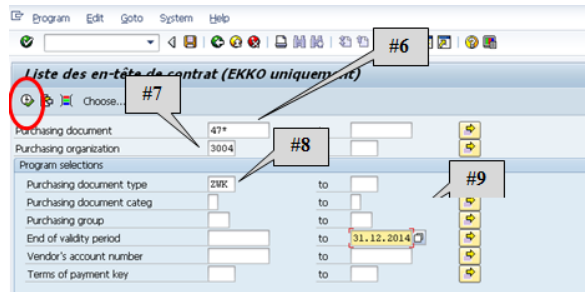 Program Edit Goto System Help
#6
Liste des en-tête de contrat (EKKO uniquement)
Choose...
#7
Purchasing document 47*
Purchasing organization 3004
#8
Program selections
#9
Purchasing document type ZWK to
Purchasing document categ to
Purchasing group to
End of validity period to 31.12.2014
Vendor's account number to
Terms of payment key to